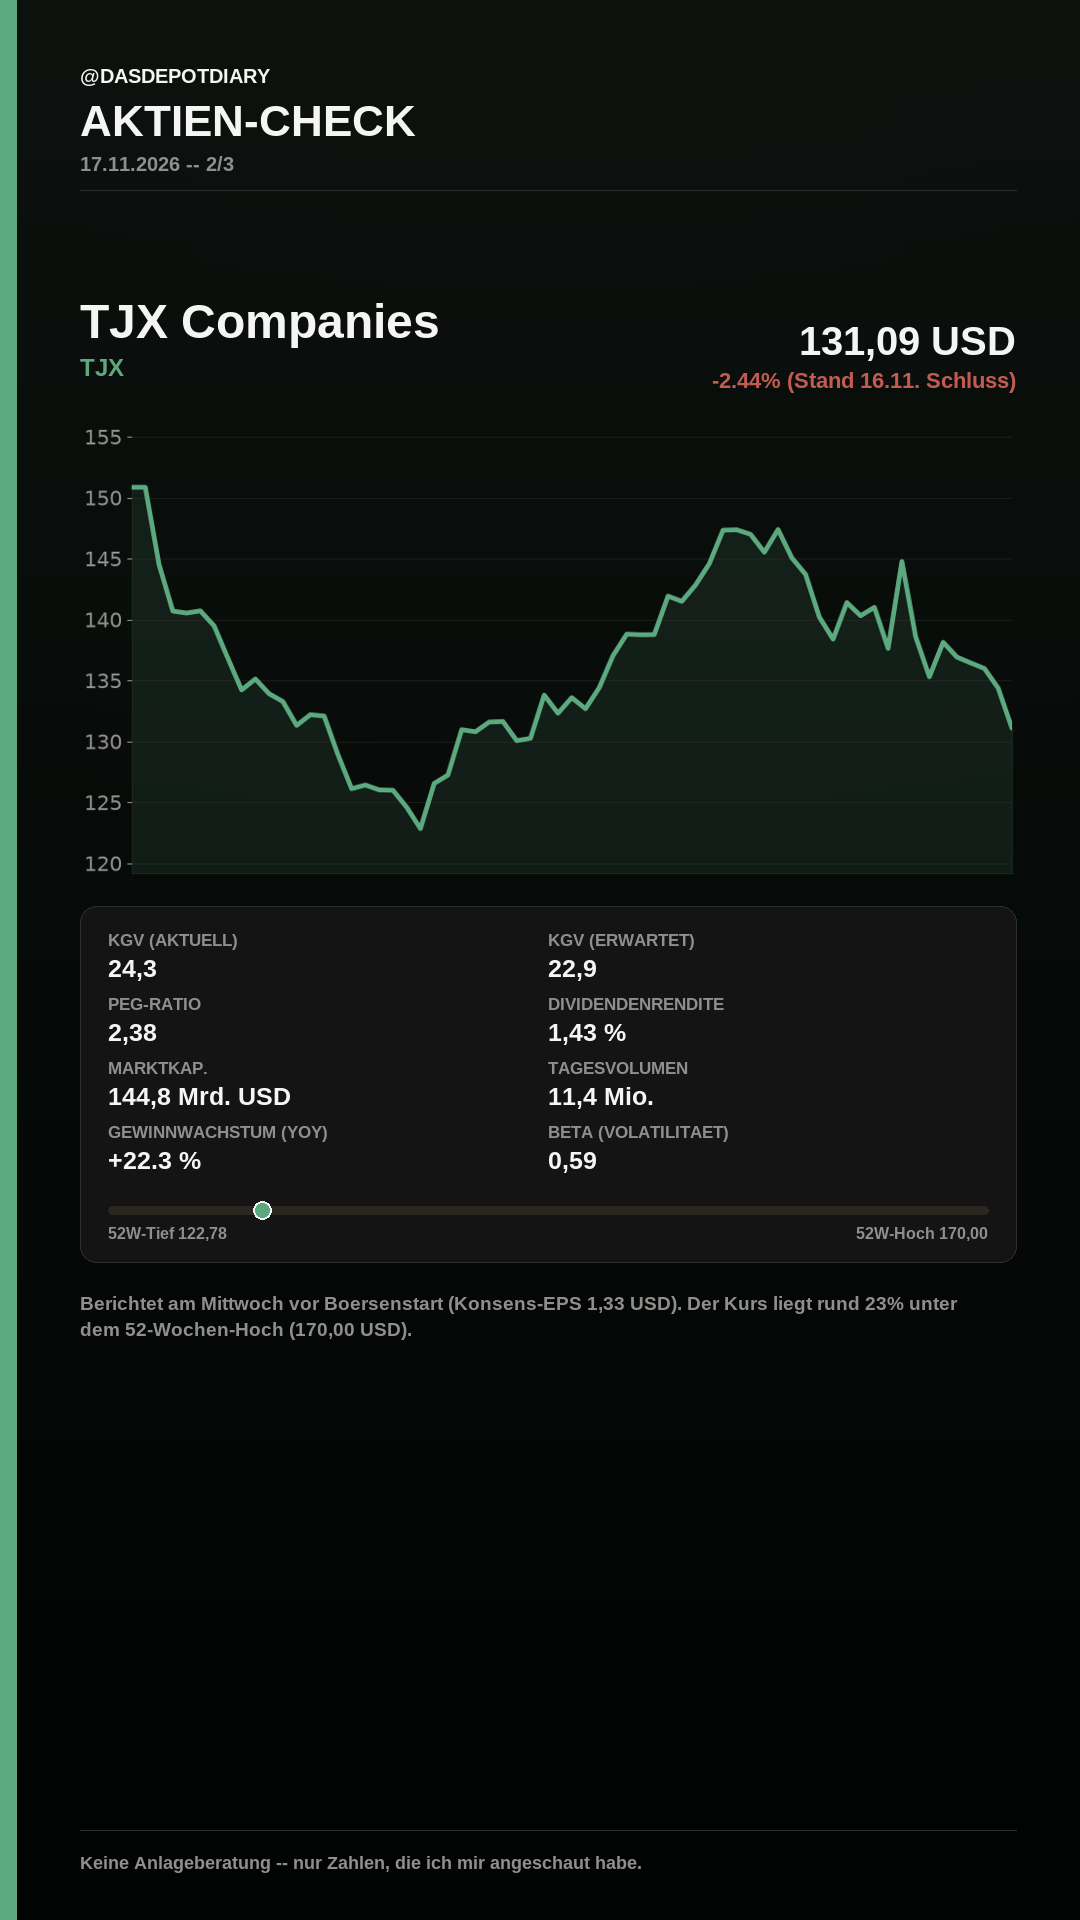 @DASDEPOTDIARY
AKTIEN-CHECK
17.11.2026 -- 2/3
TJX Companies
TJX
131,09 USD
-2.44% (Stand 16.11. Schluss)
155
150
145
140
135
130
125
120
KGV (AKTUELL)
24,3
KGV (ERWARTET)
22,9
PEG-RATIO
2,38
DIVIDENDENRENDITE
1,43 %
MARKTKAP.
144,8 Mrd. USD
TAGESVOLUMEN
11,4 Mio.
GEWINNWACHSTUM (YOY)
+22.3 %
BETA (VOLATILITAET)
0,59
52W-Tief 122,78
52W-Hoch 170,00
Berichtet am Mittwoch vor Boersenstart (Konsens-EPS 1,33 USD). Der Kurs liegt rund 23% unter
dem 52-Wochen-Hoch (170,00 USD).
Keine Anlageberatung -- nur Zahlen, die ich mir angeschaut habe.